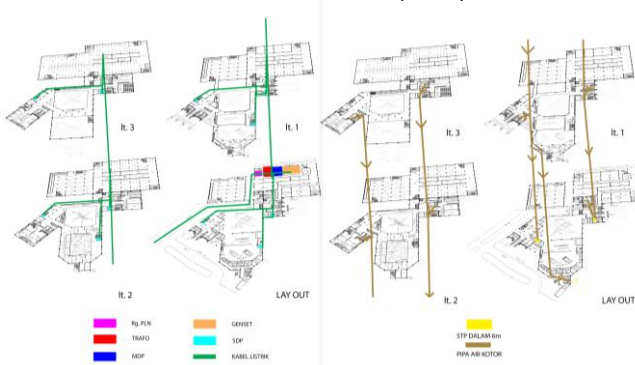 lt. 3
lt. 1
lt. 2
LAY OUT
Rg. PLN
TRAFO
MDP
GENSET
SDP
KABEL LISTRIK
lt. 3
lt. 1
lt. 2
LAY OUT
STP DALAM 6m
PIPA AIR KOTOR